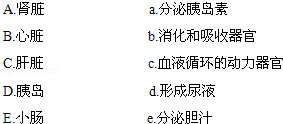 A.肾脏 a.分泌胰岛素
B.心脏 b.消化和吸收器官
C.肝脏 c.血液循环的动力器官
D.胰岛 d.形成尿液
E.小肠 e.分泌胆汁